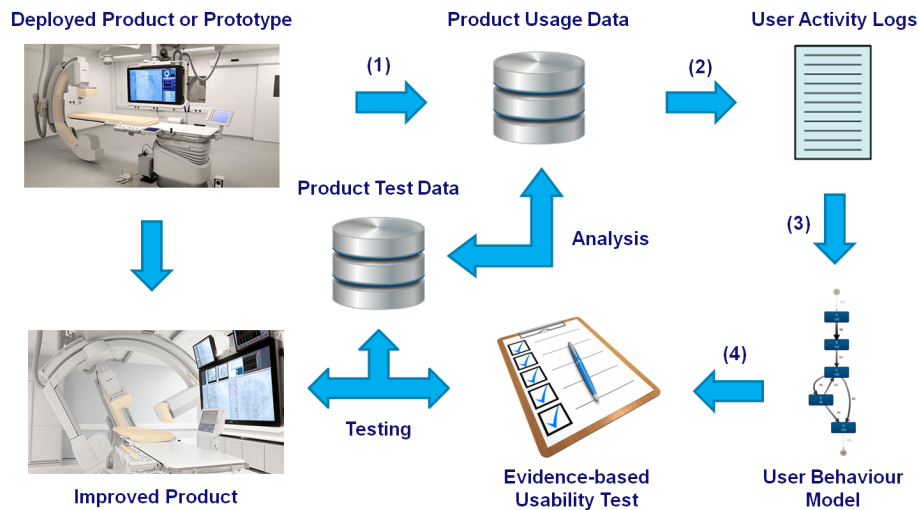 Deployed Product or Prototype
Product Usage Data
User Activity Logs
(1)
(2)
Product Test Data
(3)
Analysis
(4)
Testing
Improved Product
Evidence-based
Usability Test
User Behaviour
Model